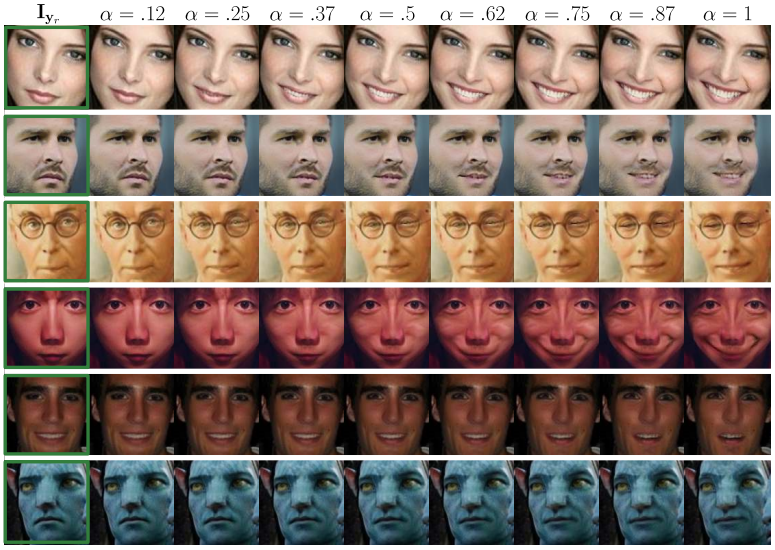 I_{y_r} α = .12 α = .25 α = .37 α = .5 α = .62 α = .75 α = .87 α = 1